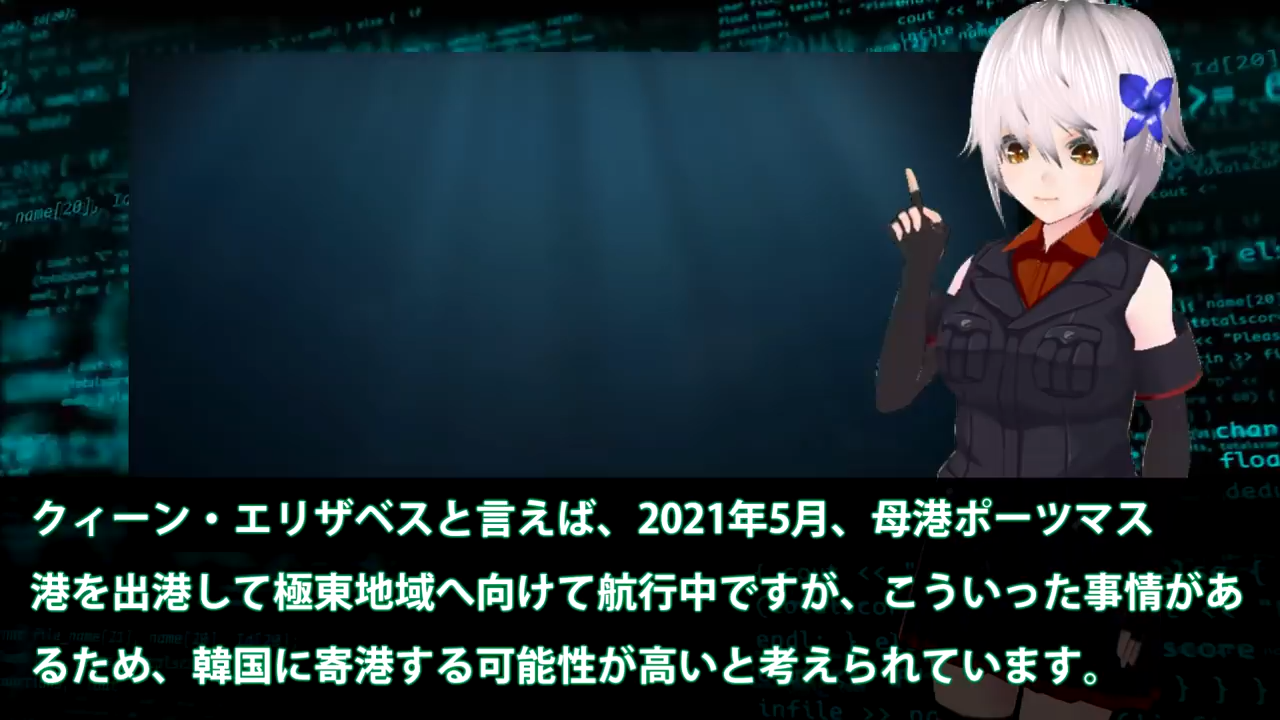 クィーン・エリザベスと言えば、2021年5月、母港ポーツマス
港を出港して極東地域へ向けて航行中ですが、こういった事情があ
るため、韓国に寄港する可能性が高いと考えられています。